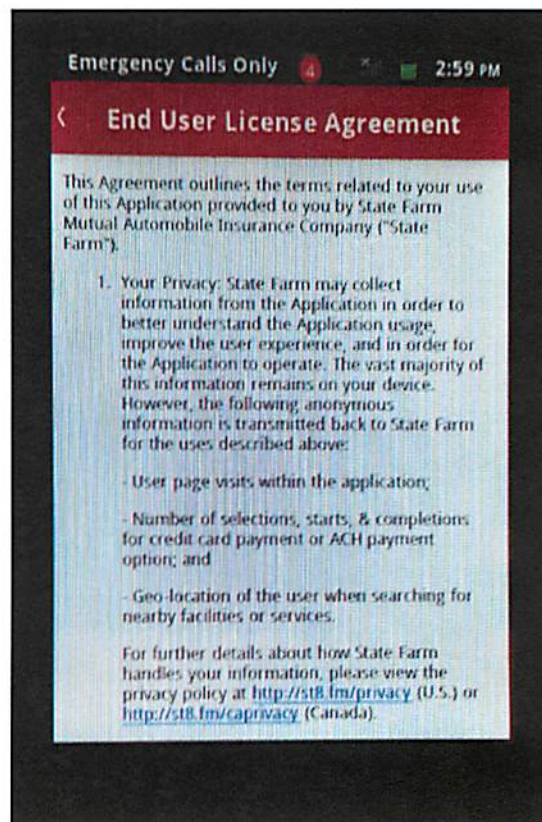 Emergency Calls Only 4 2:59 PM
< End User License Agreement
This Agreement outlines the terms related to your use
of this Application provided to you by State Farm
Mutual Automobile Insurance Company ("State
Farm").
1. Your Privacy: State Farm may collect
information from the Application in order to
better understand the Application usage,
improve the user experience, and in order for
the Application to operate. The vast majority of
this information remains on your device.
However, the following anonymous
information is transmitted back to State Farm
for the uses described above:
- User page visits within the application;
- Number of selections, starts, & completions
for credit card payment or ACH payment
option; and
- Geo-location of the user when searching for
nearby facilities or services.
For further details about how State Farm
handles your information, please view the
privacy policy at http://st8.fm/privacy (U.S.) or
http://st8.fm/caprivacy (Canada).